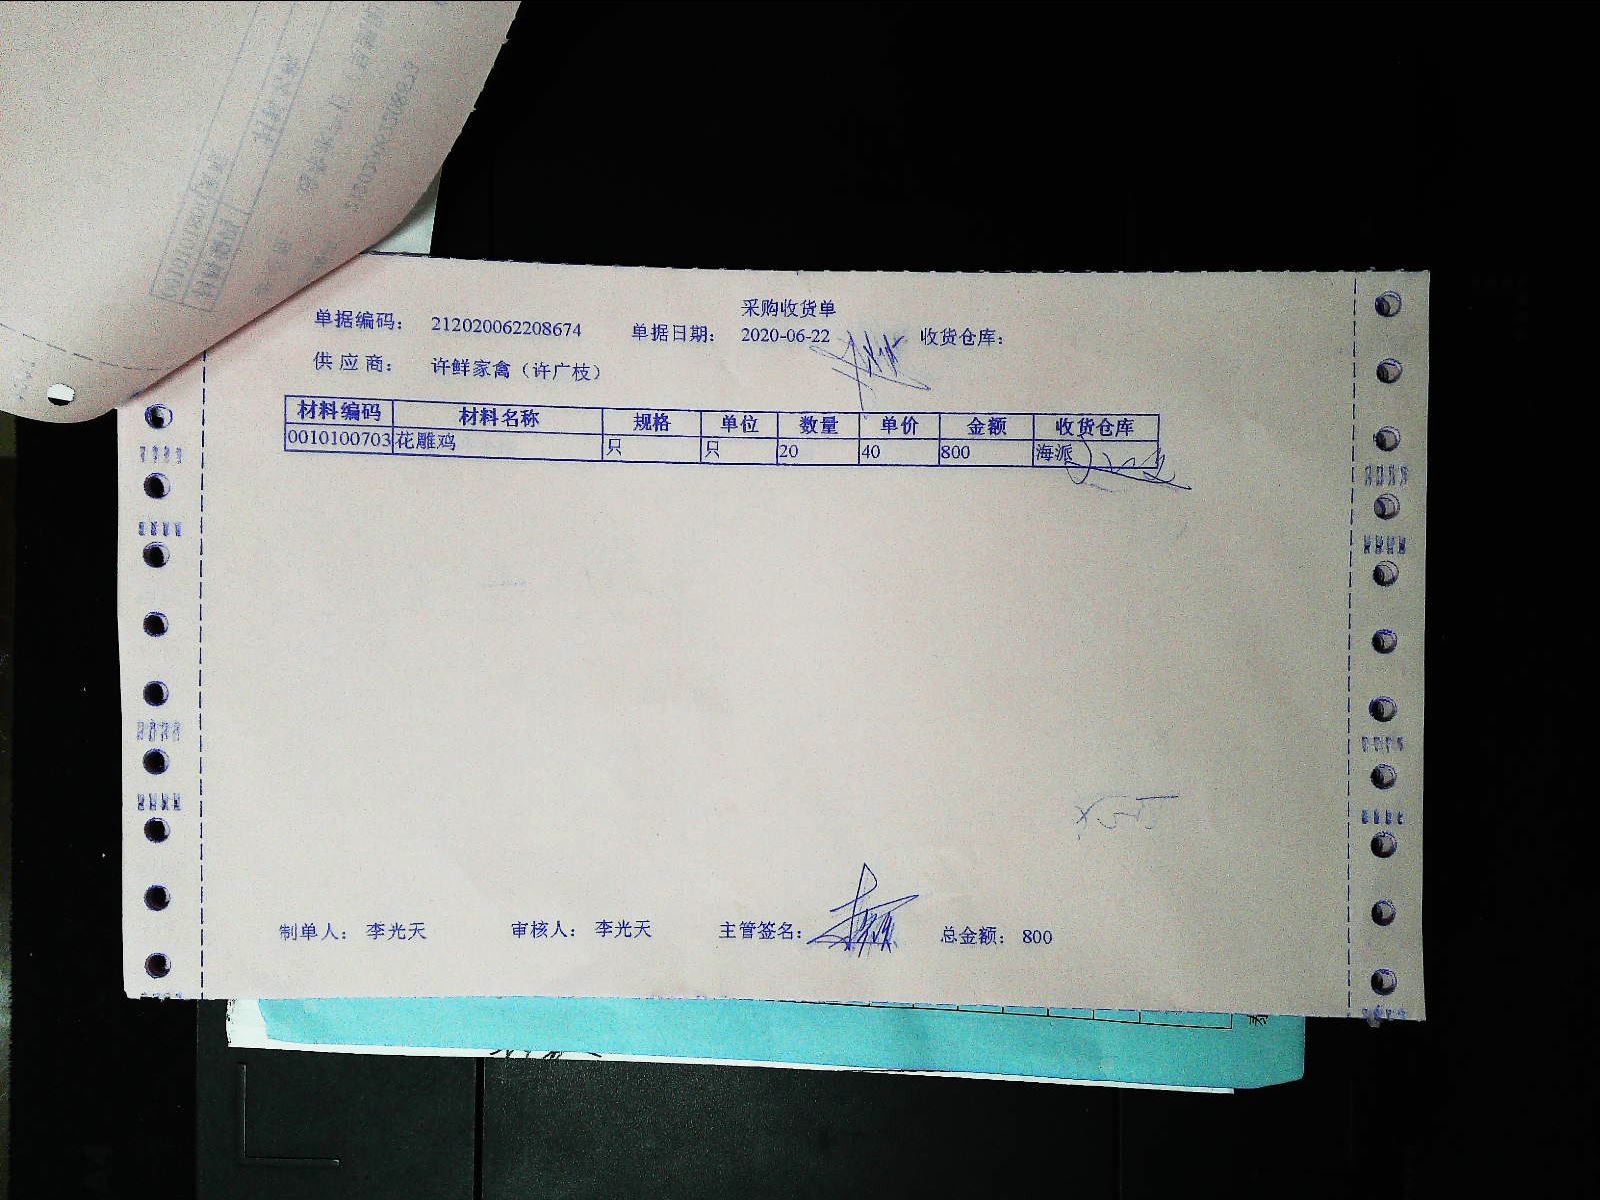 采购收货单
单据编码： 212020062208674 单据日期： 2020-06-22 收货仓库：
供 应 商： 许鲜家禽（许广枝）
材料编码 材料名称 规格 单位 数量 单价 金额 收货仓库
0010100703 花雕鸡 只 只 20 40 800 海派
制单人： 李光天 审核人： 李光天 主管签名： 总金额： 800